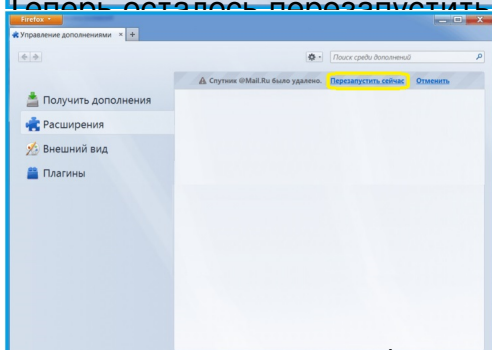 Теперь осталось перезапустить
Firefox
Управление дополнениями × +
Поиск среди дополнений
Спутник @Mail.Ru было удалено. Перезапустить сейчас Отменить
Получить дополнения
Расширения
Внешний вид
Плагины